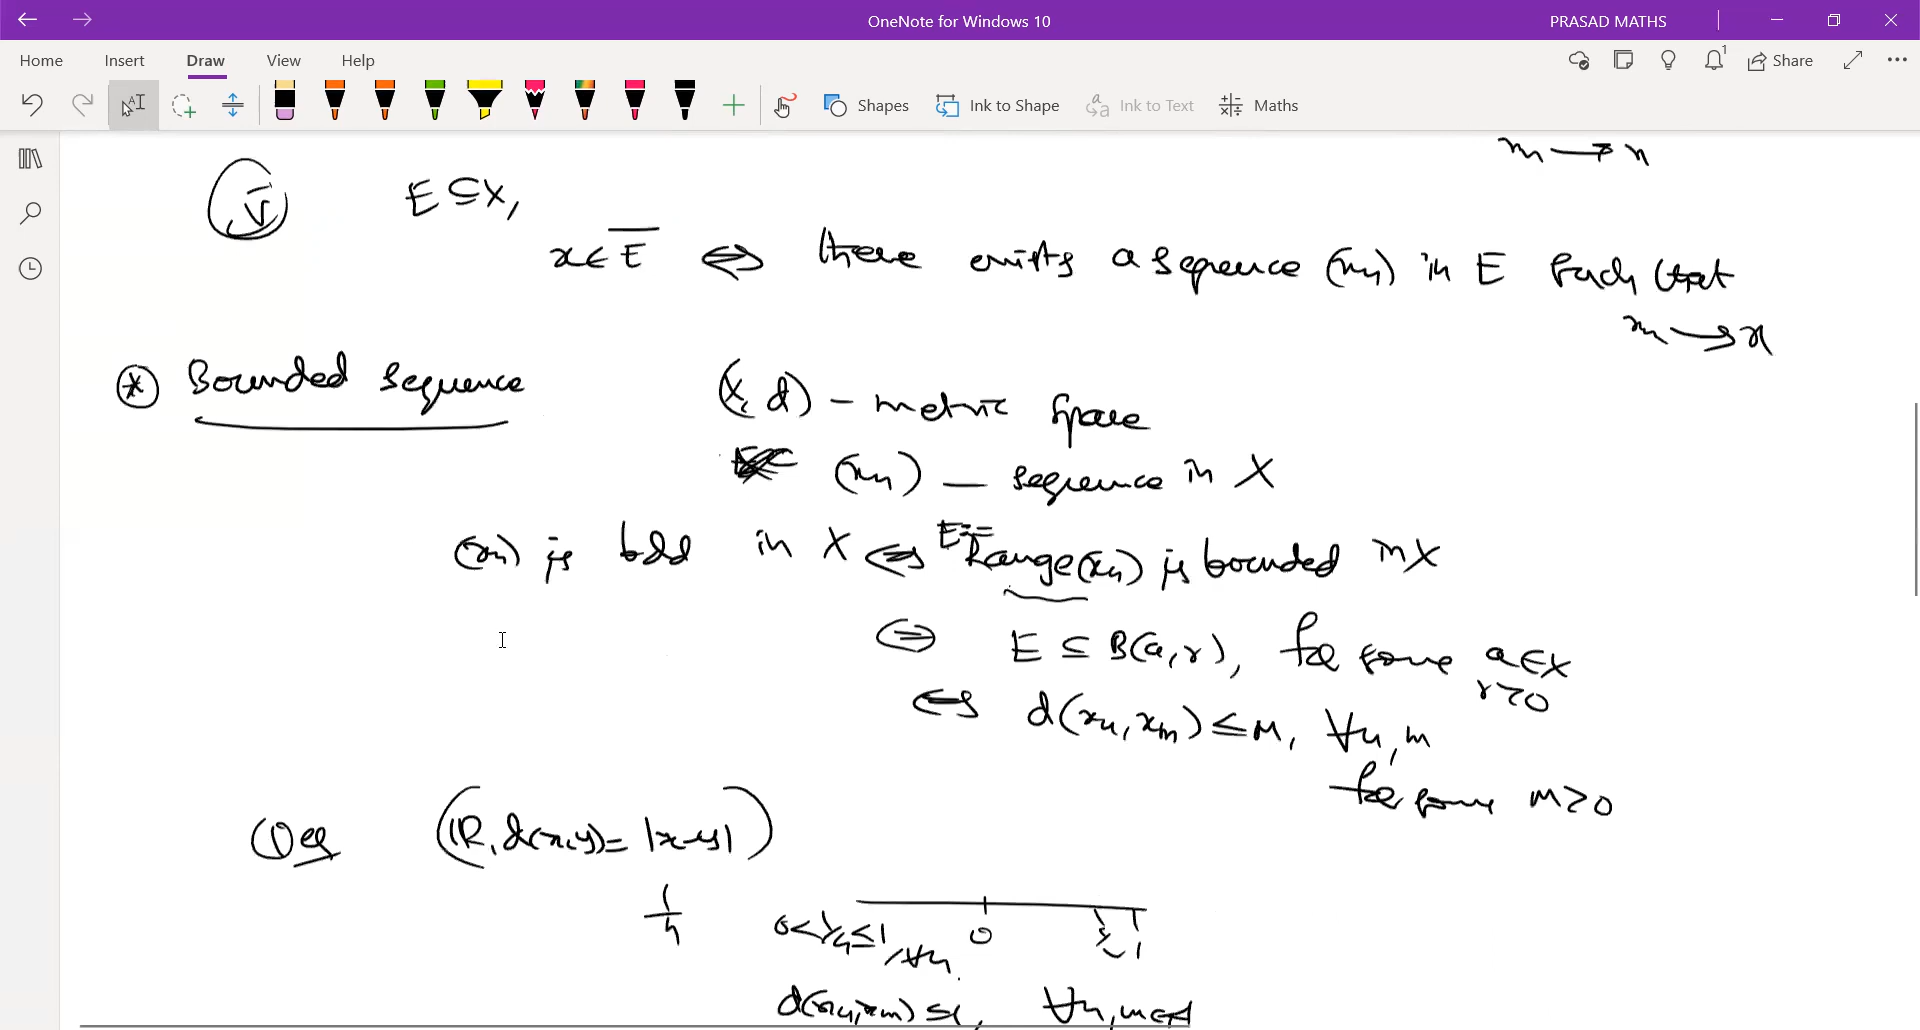 OneNote for Windows 10
PRASAD MATHS
Home Insert Draw View Help
1
Share
Shapes
Ink to Shape
Ink to Text
Maths
xn → x
v
E ⊆ X,
x ∈ E̅ ⇔ there exists a sequence (xn) in E such that
xn → x
* Bounded Sequence
(X, d) – metric space
(xn) — sequence in X
(xn) is bdd in X ⇔ E = Range(xn) is bounded in X
⇔ E ⊆ B(a, r), for some a ∈ X
r > 0
⇔ d(xn, xm) ≤ M, ∀ n, m
for some M > 0
① eg (ℝ, d(x,y) = |x-y|)
1/n
0 < 1/n ≤ 1, ∀ n.
0 1/2 1
d(xn, xm) ≤ 1, ∀ n, m ∈